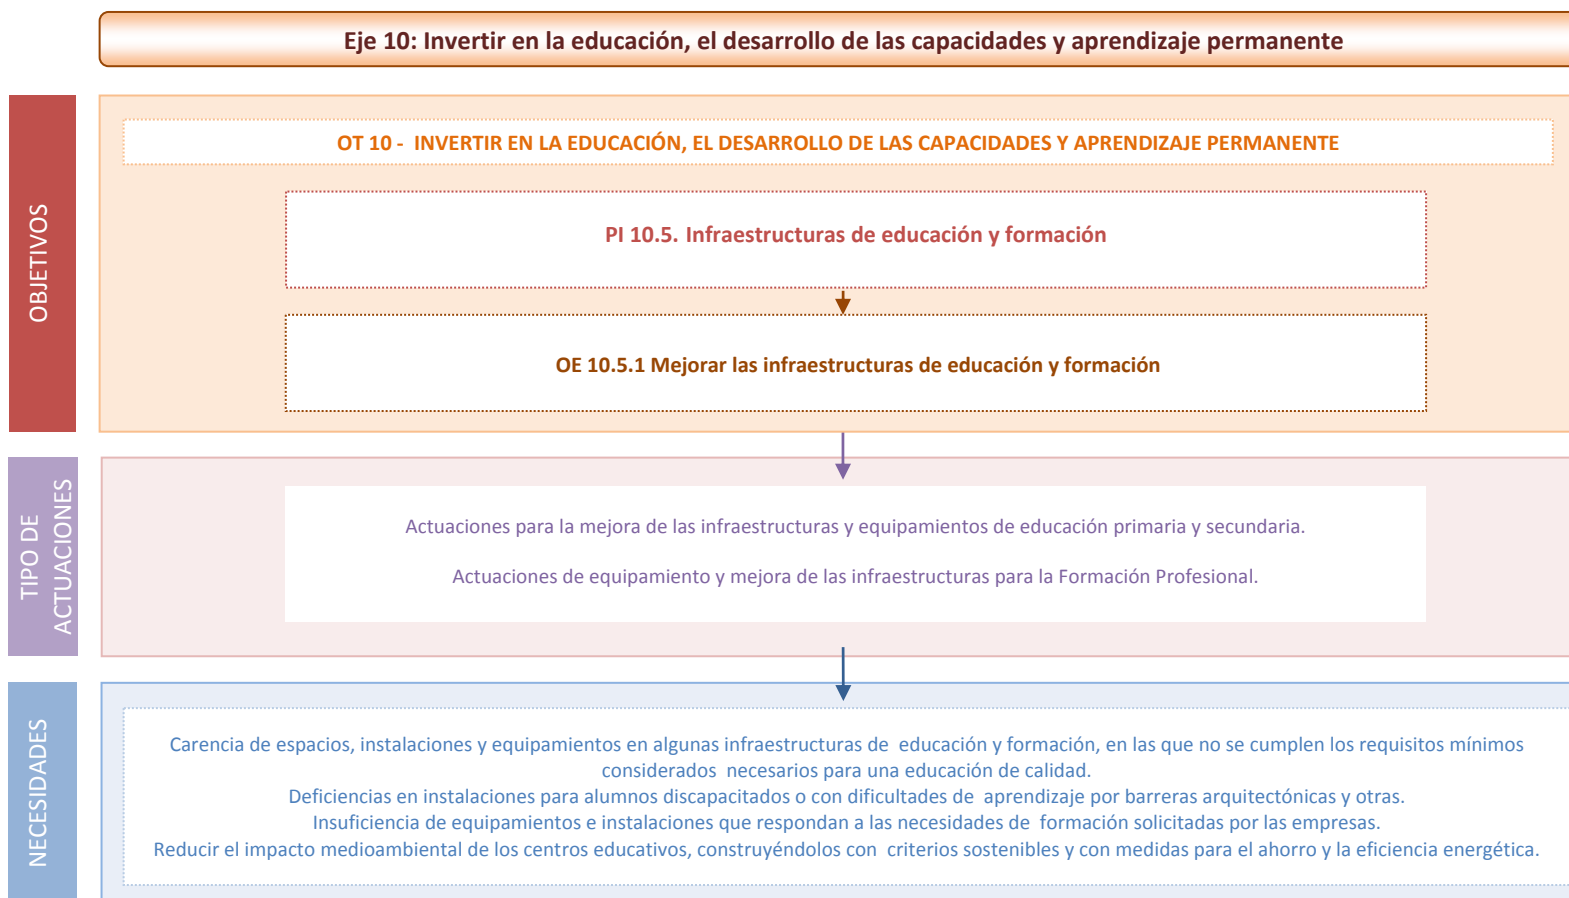 Eje 10: Invertir en la educación, el desarrollo de las capacidades y aprendizaje permanente
OBJETIVOS
OT 10 - INVERTIR EN LA EDUCACIÓN, EL DESARROLLO DE LAS CAPACIDADES Y APRENDIZAJE PERMANENTE
PI 10.5. Infraestructuras de educación y formación
OE 10.5.1 Mejorar las infraestructuras de educación y formación
TIPO DE
ACTUACIONES
Actuaciones para la mejora de las infraestructuras y equipamientos de educación primaria y secundaria.
Actuaciones de equipamiento y mejora de las infraestructuras para la Formación Profesional.
NECESIDADES
Carencia de espacios, instalaciones y equipamientos en algunas infraestructuras de educación y formación, en las que no se cumplen los requisitos mínimos
considerados necesarios para una educación de calidad.
Deficiencias en instalaciones para alumnos discapacitados o con dificultades de aprendizaje por barreras arquitectónicas y otras.
Insuficiencia de equipamientos e instalaciones que respondan a las necesidades de formación solicitadas por las empresas.
Reducir el impacto medioambiental de los centros educativos, construyéndolos con criterios sostenibles y con medidas para el ahorro y la eficiencia energética.